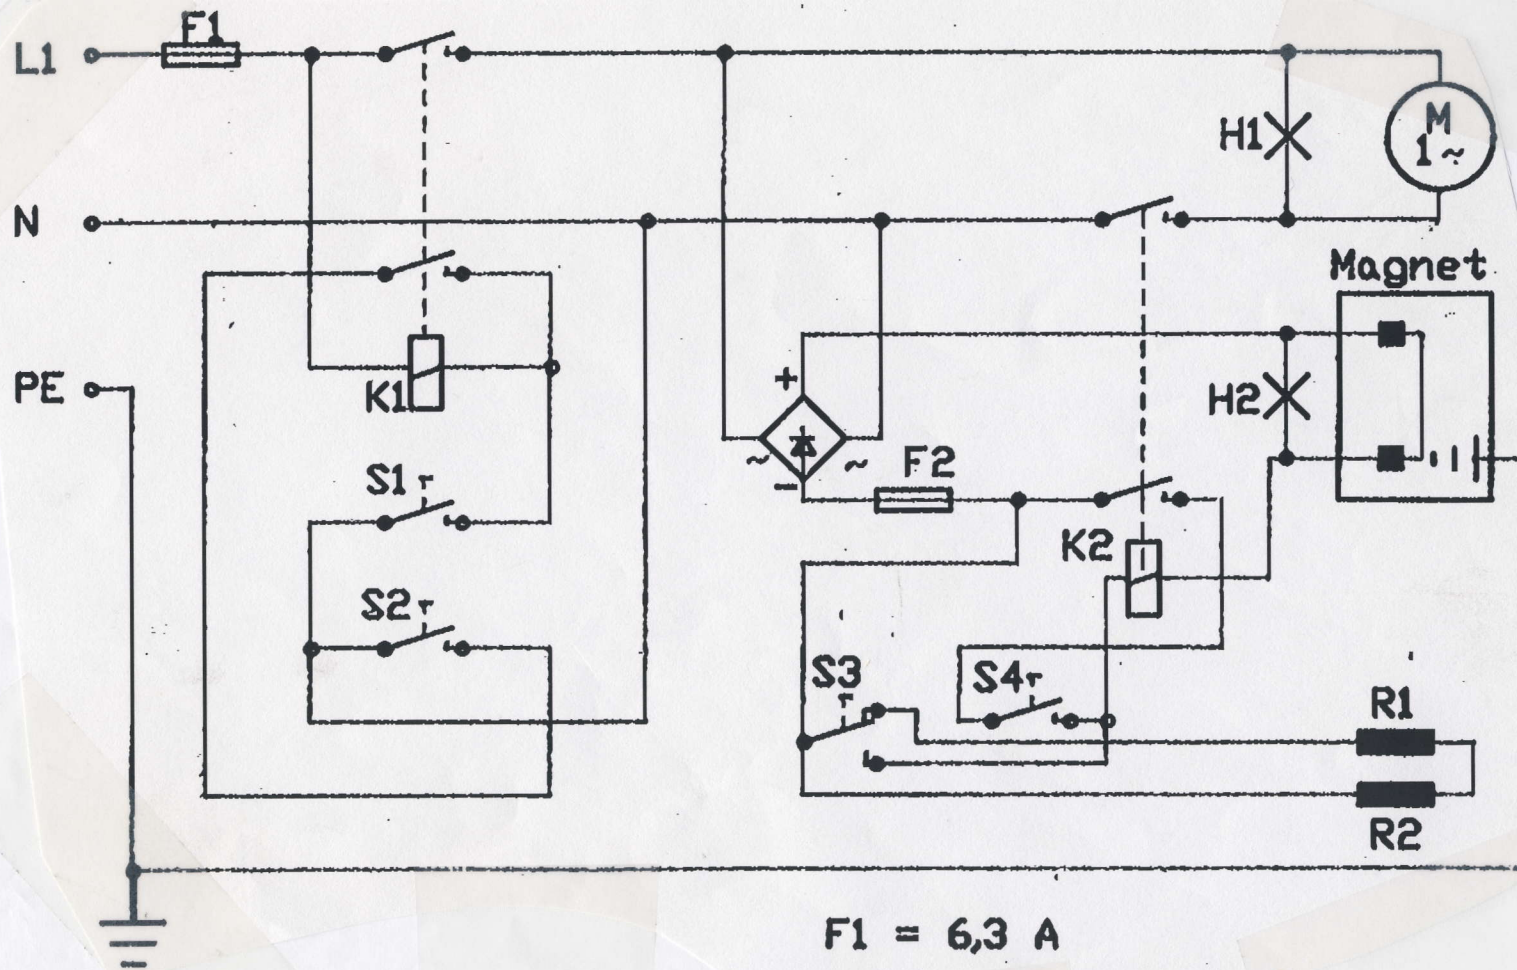 F1
L1
M
1~
H1
N
Magnet
PE
+
K1
H2
~
~
-
S1
F2
K2
S2
S3
S4
R1
R2
F1 = 6,3 A